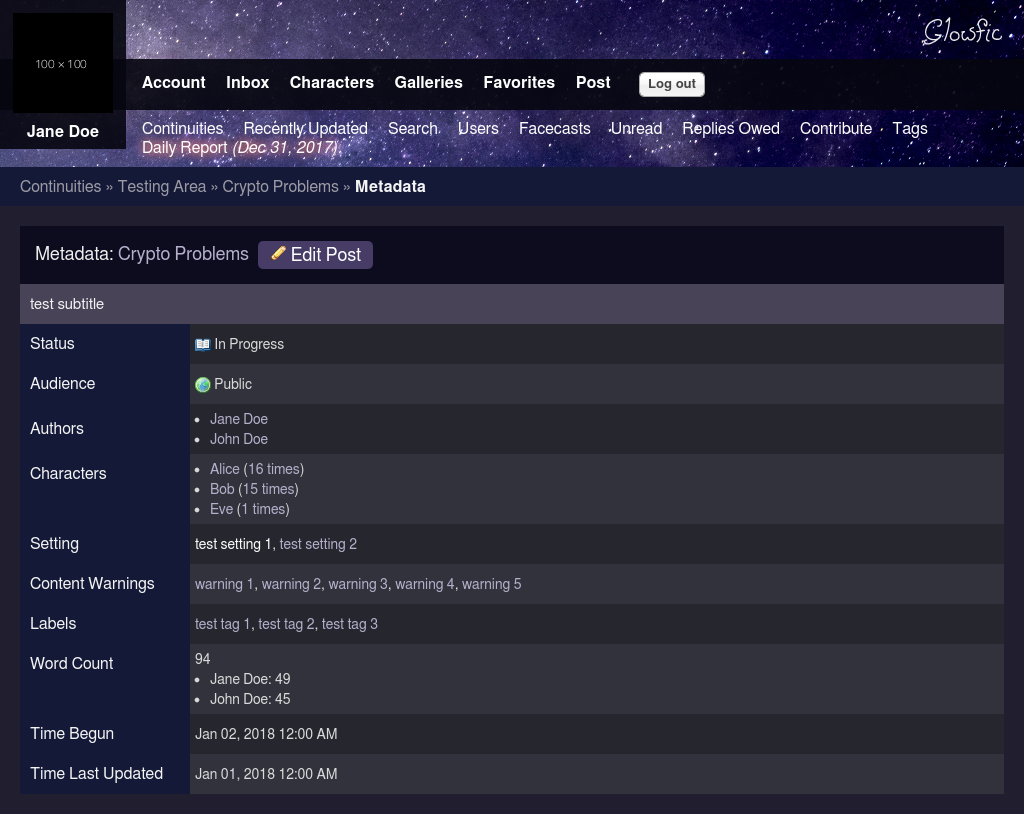 100 × 100
Glowfic
Account Inbox Characters Galleries Favorites Post Log out
Jane Doe
Continuities Recently Updated Search Users Facecasts Unread Replies Owed Contribute Tags
Daily Report (Dec 31, 2017)
Continuities » Testing Area » Crypto Problems » Metadata
Metadata: Crypto Problems Edit Post
test subtitle
Status In Progress
Audience Public
Authors
• Jane Doe
• John Doe
Characters
• Alice (16 times)
• Bob (15 times)
• Eve (1 times)
Setting test setting 1, test setting 2
Content Warnings warning 1, warning 2, warning 3, warning 4, warning 5
Labels test tag 1, test tag 2, test tag 3
Word Count 94
• Jane Doe: 49
• John Doe: 45
Time Begun Jan 02, 2018 12:00 AM
Time Last Updated Jan 01, 2018 12:00 AM